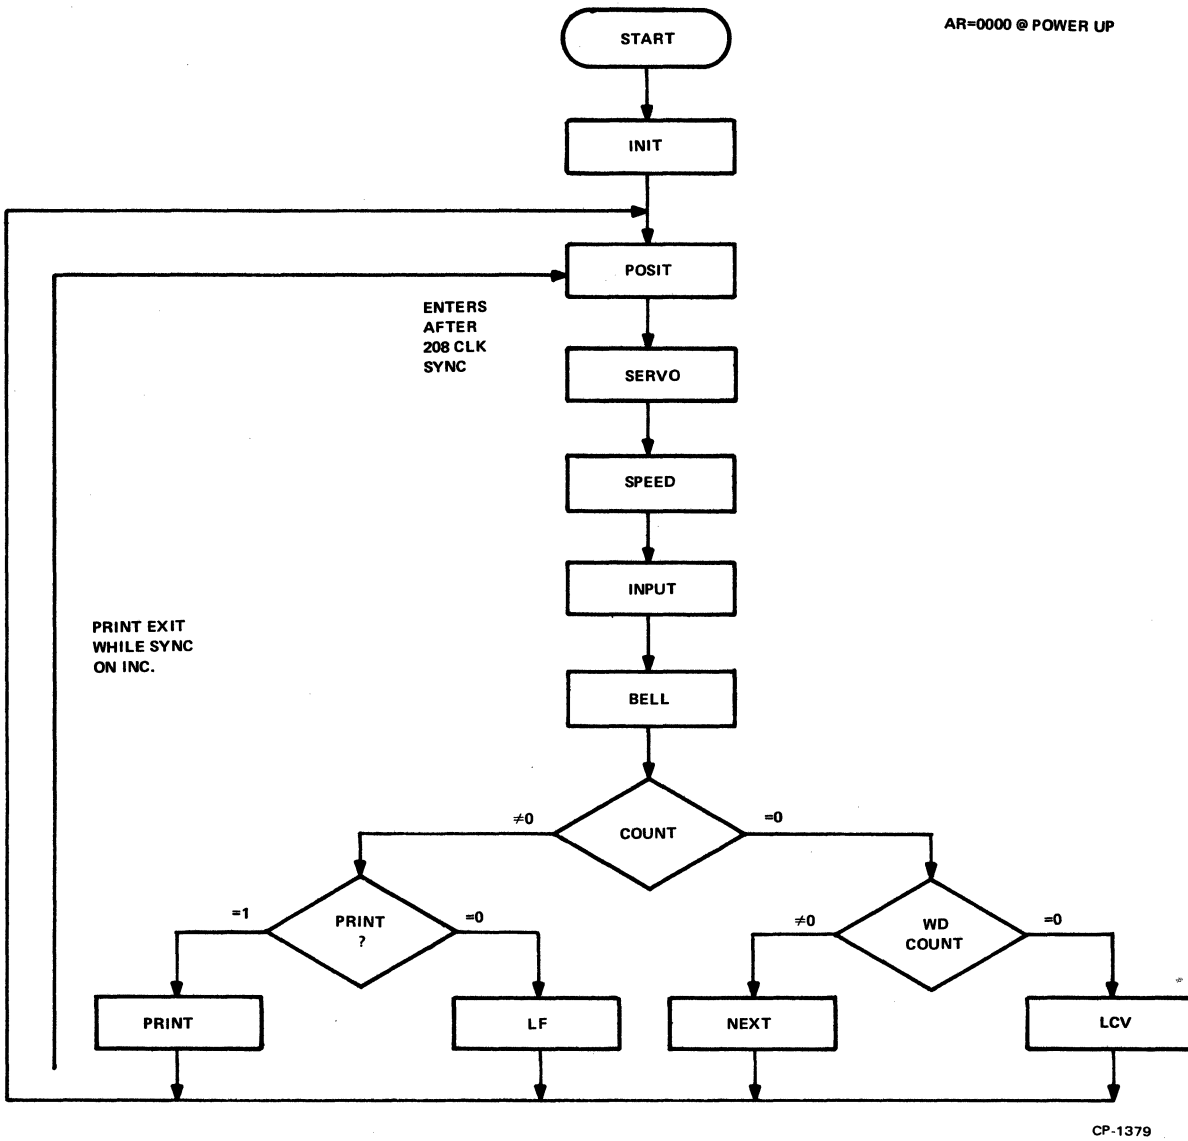 AR=0000 @ POWER UP
START
INIT
POSIT
ENTERS
AFTER
208 CLK
SYNC
SERVO
SPEED
INPUT
PRINT EXIT
WHILE SYNC
ON INC.
BELL
≠0
COUNT
=0
=1
PRINT
?
=0
≠0
WD
COUNT
=0
PRINT
LF
NEXT
LCV
CP-1379